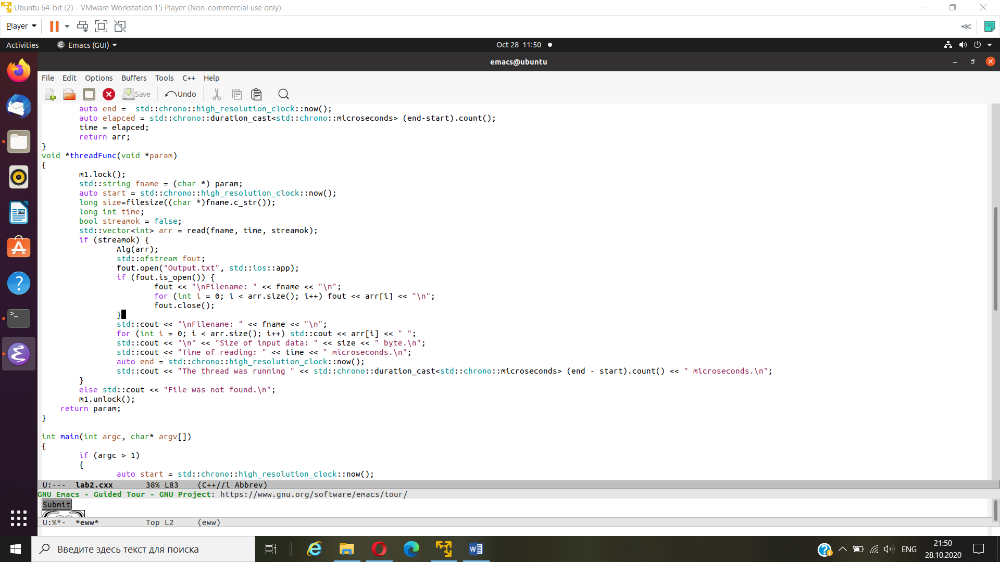 Ubuntu 64-bit (2) - VMware Workstation 15 Player (Non-commercial use only)
Player
Activities Emacs (GUI) Oct 28 11:50
emacs@ubuntu
File Edit Options Buffers Tools C++ Help
Save Undo
auto end =  std::chrono::high_resolution_clock::now();
auto elapced = std::chrono::duration_cast<std::chrono::microseconds> (end-start).count();
time = elapced;
return arr;
}
void *threadFunc(void *param)
{
m1.lock();
std::string fname = (char *) param;
auto start = std::chrono::high_resolution_clock::now();
long size=filesize((char *)fname.c_str());
long int time;
bool streamok = false;
std::vector<int> arr = read(fname, time, streamok);
if (streamok) {
Alg(arr);
std::ofstream fout;
fout.open("Output.txt", std::ios::app);
if (fout.is_open()) {
fout << "\nFilename: " << fname << "\n";
for (int i = 0; i < arr.size(); i++) fout << arr[i] << "\n";
fout.close();
}
std::cout << "\nFilename: " << fname << "\n";
for (int i = 0; i < arr.size(); i++) std::cout << arr[i] << " ";
std::cout << "\n" << "Size of input data: " << size << " byte.\n";
std::cout << "Time of reading: " << time << " microseconds.\n";
auto end = std::chrono::high_resolution_clock::now();
std::cout << "The thread was running " << std::chrono::duration_cast<std::chrono::microseconds> (end - start).count() << " microseconds.\n";
}
else std::cout << "File was not found.\n";
m1.unlock();
return param;
}
int main(int argc, char* argv[])
{
if (argc > 1)
{
auto start = std::chrono::high_resolution_clock::now();
U:---  lab2.cxx       38% L83    (C++//l Abbrev)
GNU Emacs - Guided Tour - GNU Project: https://www.gnu.org/software/emacs/tour/
Submit
U:%*-  *eww*          Top L2     (eww)
Введите здесь текст для поиска
ENG
21:50
28.10.2020